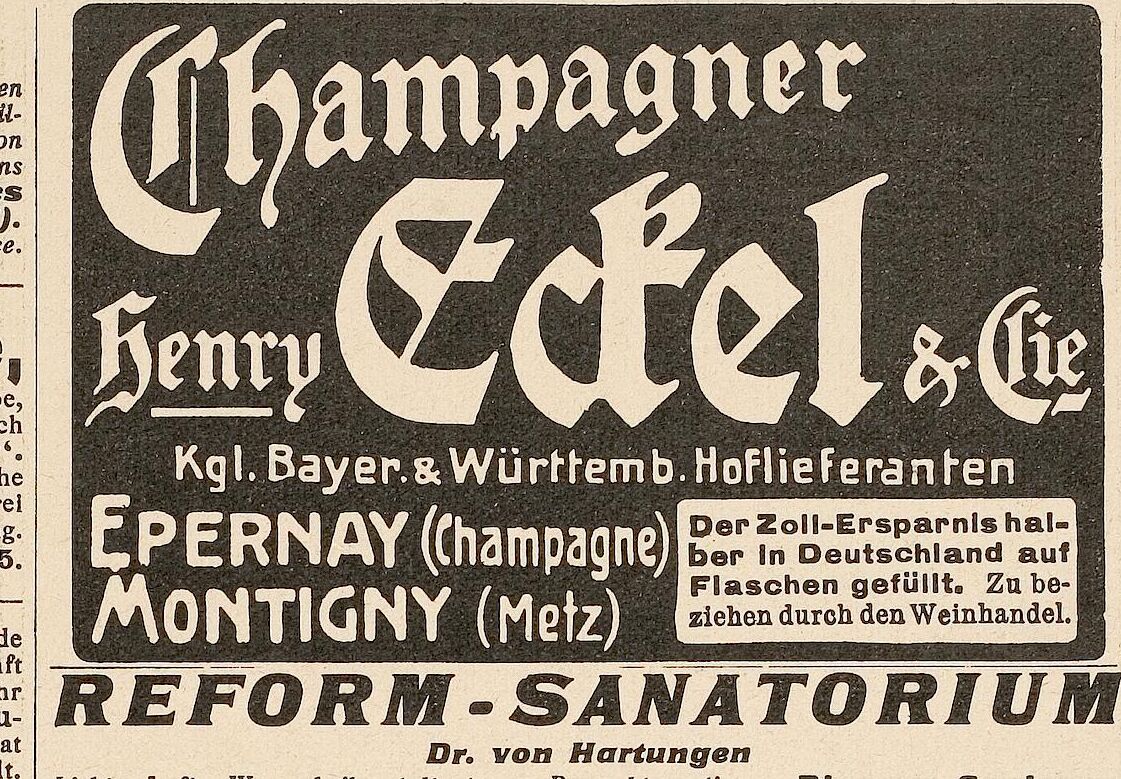 Champagner
Henry Eckel & Cie
Kgl. Bayer. & Württemb. Hoflieferanten
EPERNAY (Champagne)
MONTIGNY (Metz)
Der Zoll-Ersparnis hal-
ber in Deutschland auf
Flaschen gefüllt. Zu be-
ziehen durch den Weinhandel.
REFORM-SANATORIUM
Dr. von Hartungen